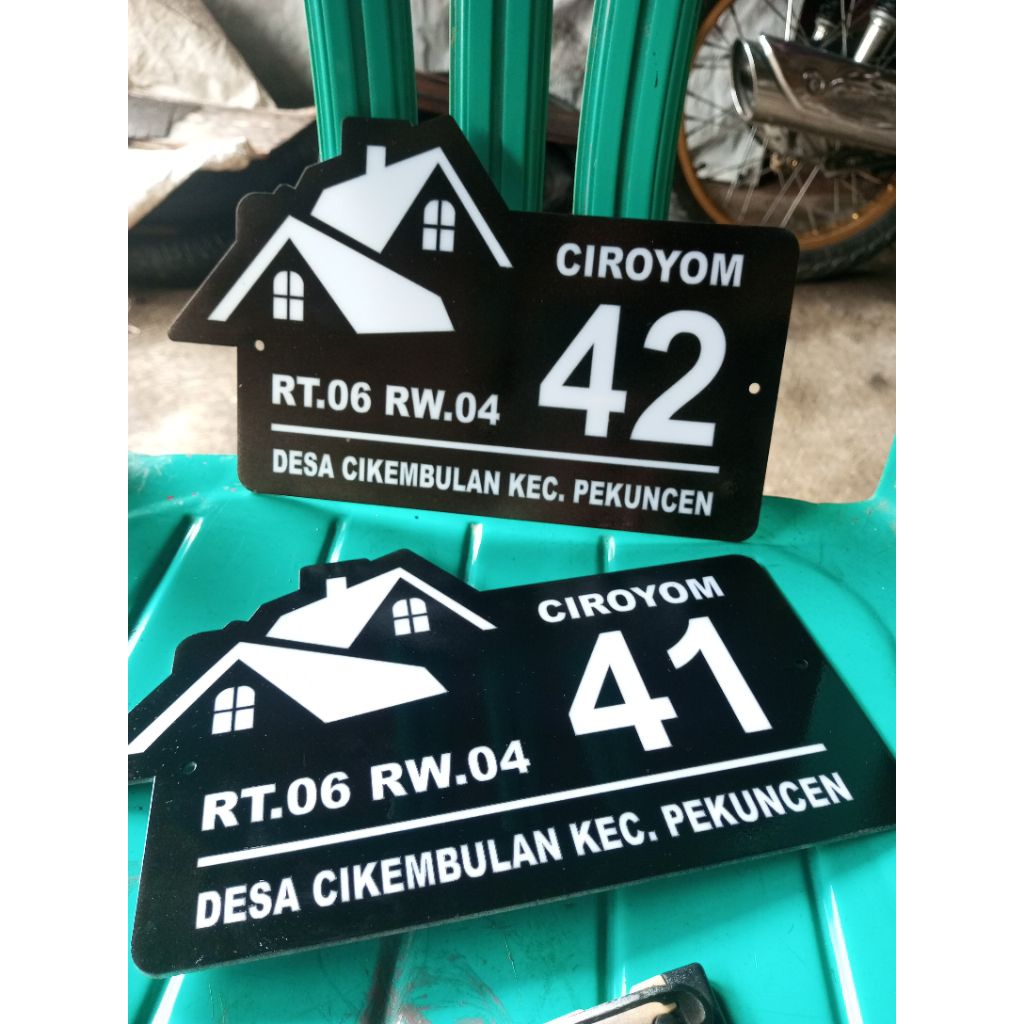 CIROYOM
42
RT.06 RW.04
DESA CIKEMBULAN KEC. PEKUNCEN
CIROYOM
41
RT.06 RW.04
DESA CIKEMBULAN KEC. PEKUNCEN